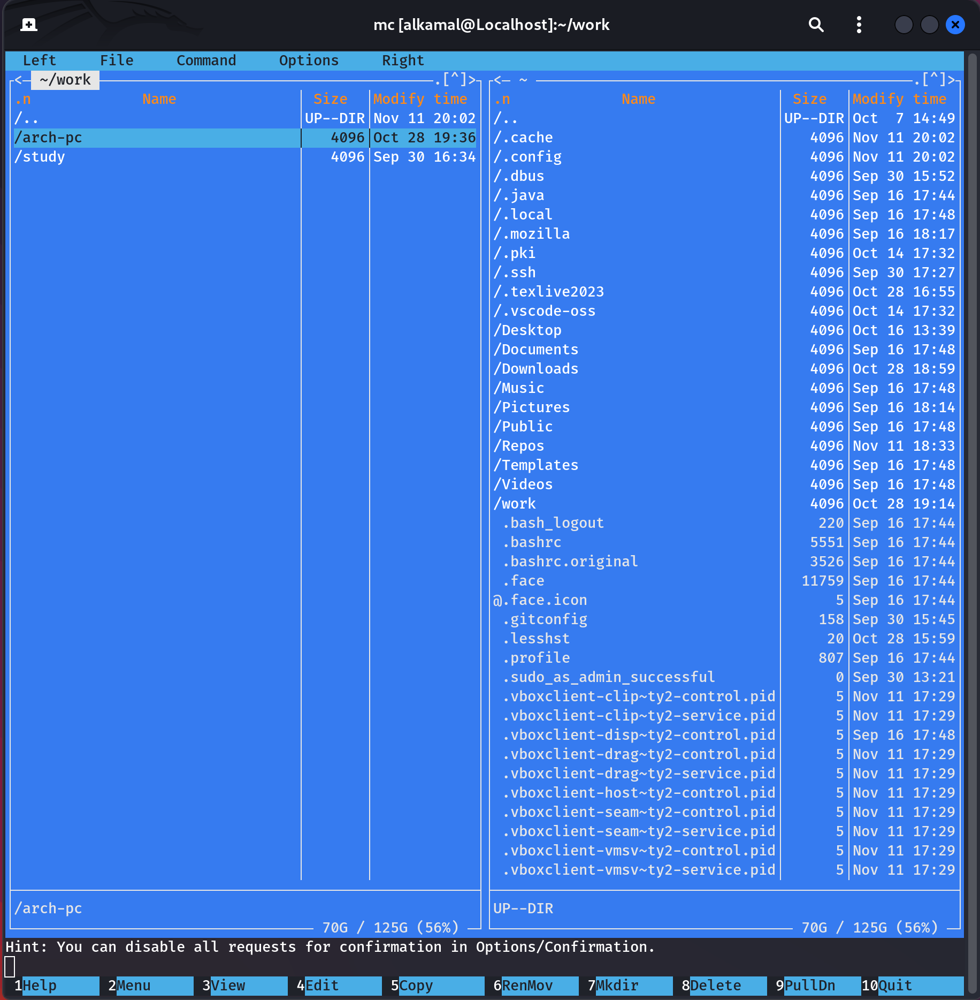 mc [alkamal@Localhost]:~/work
Left File Command Options Right
<─ ~/work .[^]>
.n Name Size Modify time
/.. UP--DIR Nov 11 20:02
/arch-pc 4096 Oct 28 19:36
/study 4096 Sep 30 16:34
/arch-pc
70G / 125G (56%)
<─ ~ .[^]>
.n Name Size Modify time
/.. UP--DIR Oct 7 14:49
/.cache 4096 Nov 11 20:02
/.config 4096 Nov 11 20:02
/.dbus 4096 Sep 30 15:52
/.java 4096 Sep 16 17:44
/.local 4096 Sep 16 17:48
/.mozilla 4096 Sep 16 18:17
/.pki 4096 Oct 14 17:32
/.ssh 4096 Sep 30 17:27
/.texlive2023 4096 Oct 28 16:55
/.vscode-oss 4096 Oct 14 17:32
/Desktop 4096 Oct 16 13:39
/Documents 4096 Sep 16 17:48
/Downloads 4096 Oct 28 18:59
/Music 4096 Sep 16 17:48
/Pictures 4096 Sep 16 18:14
/Public 4096 Sep 16 17:48
/Repos 4096 Nov 11 18:33
/Templates 4096 Sep 16 17:48
/Videos 4096 Sep 16 17:48
/work 4096 Oct 28 19:14
.bash_logout 220 Sep 16 17:44
.bashrc 5551 Sep 16 17:44
.bashrc.original 3526 Sep 16 17:44
.face 11759 Sep 16 17:44
@.face.icon 5 Sep 16 17:44
.gitconfig 158 Sep 30 15:45
.lesshst 20 Oct 28 15:59
.profile 807 Sep 16 17:44
.sudo_as_admin_successful 0 Sep 30 13:21
.vboxclient-clip~ty2-control.pid 5 Nov 11 17:29
.vboxclient-clip~ty2-service.pid 5 Nov 11 17:29
.vboxclient-disp~ty2-control.pid 5 Sep 16 17:48
.vboxclient-drag~ty2-control.pid 5 Nov 11 17:29
.vboxclient-drag~ty2-service.pid 5 Nov 11 17:29
.vboxclient-host~ty2-control.pid 5 Nov 11 17:29
.vboxclient-seam~ty2-control.pid 5 Nov 11 17:29
.vboxclient-seam~ty2-service.pid 5 Nov 11 17:29
.vboxclient-vmsv~ty2-control.pid 5 Nov 11 17:29
.vboxclient-vmsv~ty2-service.pid 5 Nov 11 17:29
UP--DIR
70G / 125G (56%)
Hint: You can disable all requests for confirmation in Options/Confirmation.
1Help 2Menu 3View 4Edit 5Copy 6RenMov 7Mkdir 8Delete 9PullDn 10Quit